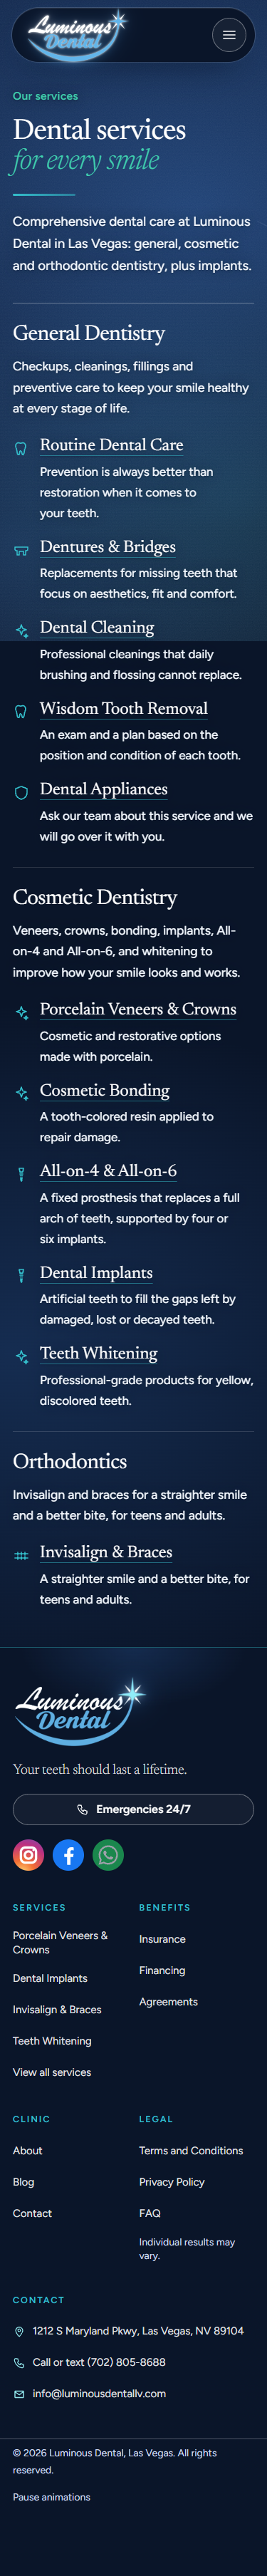 Luminous
Dental
Our services
Dental services
for every smile
Comprehensive dental care at Luminous
Dental in Las Vegas: general, cosmetic
and orthodontic dentistry, plus implants.
General Dentistry
Checkups, cleanings, fillings and
preventive care to keep your smile healthy
at every stage of life.
Routine Dental Care
Prevention is always better than
restoration when it comes to
your teeth.
Dentures & Bridges
Replacements for missing teeth that
focus on aesthetics, fit and comfort.
Dental Cleaning
Professional cleanings that daily
brushing and flossing cannot replace.
Wisdom Tooth Removal
An exam and a plan based on the
position and condition of each tooth.
Dental Appliances
Ask our team about this service and we
will go over it with you.
Cosmetic Dentistry
Veneers, crowns, bonding, implants, All-
on-4 and All-on-6, and whitening to
improve how your smile looks and works.
Porcelain Veneers & Crowns
Cosmetic and restorative options
made with porcelain.
Cosmetic Bonding
A tooth-colored resin applied to
repair damage.
All-on-4 & All-on-6
A fixed prosthesis that replaces a full
arch of teeth, supported by four or
six implants.
Dental Implants
Artificial teeth to fill the gaps left by
damaged, lost or decayed teeth.
Teeth Whitening
Professional-grade products for yellow,
discolored teeth.
Orthodontics
Invisalign and braces for a straighter smile
and a better bite, for teens and adults.
Invisalign & Braces
A straighter smile and a better bite, for
teens and adults.
Luminous
Dental
Your teeth should last a lifetime.
Emergencies 24/7
SERVICES
Porcelain Veneers &
Crowns
Dental Implants
Invisalign & Braces
Teeth Whitening
View all services
BENEFITS
Insurance
Financing
Agreements
CLINIC
About
Blog
Contact
LEGAL
Terms and Conditions
Privacy Policy
FAQ
Individual results may
vary.
CONTACT
1212 S Maryland Pkwy, Las Vegas, NV 89104
Call or text (702) 805-8688
info@luminousdentallv.com
© 2026 Luminous Dental, Las Vegas. All rights
reserved.
Pause animations